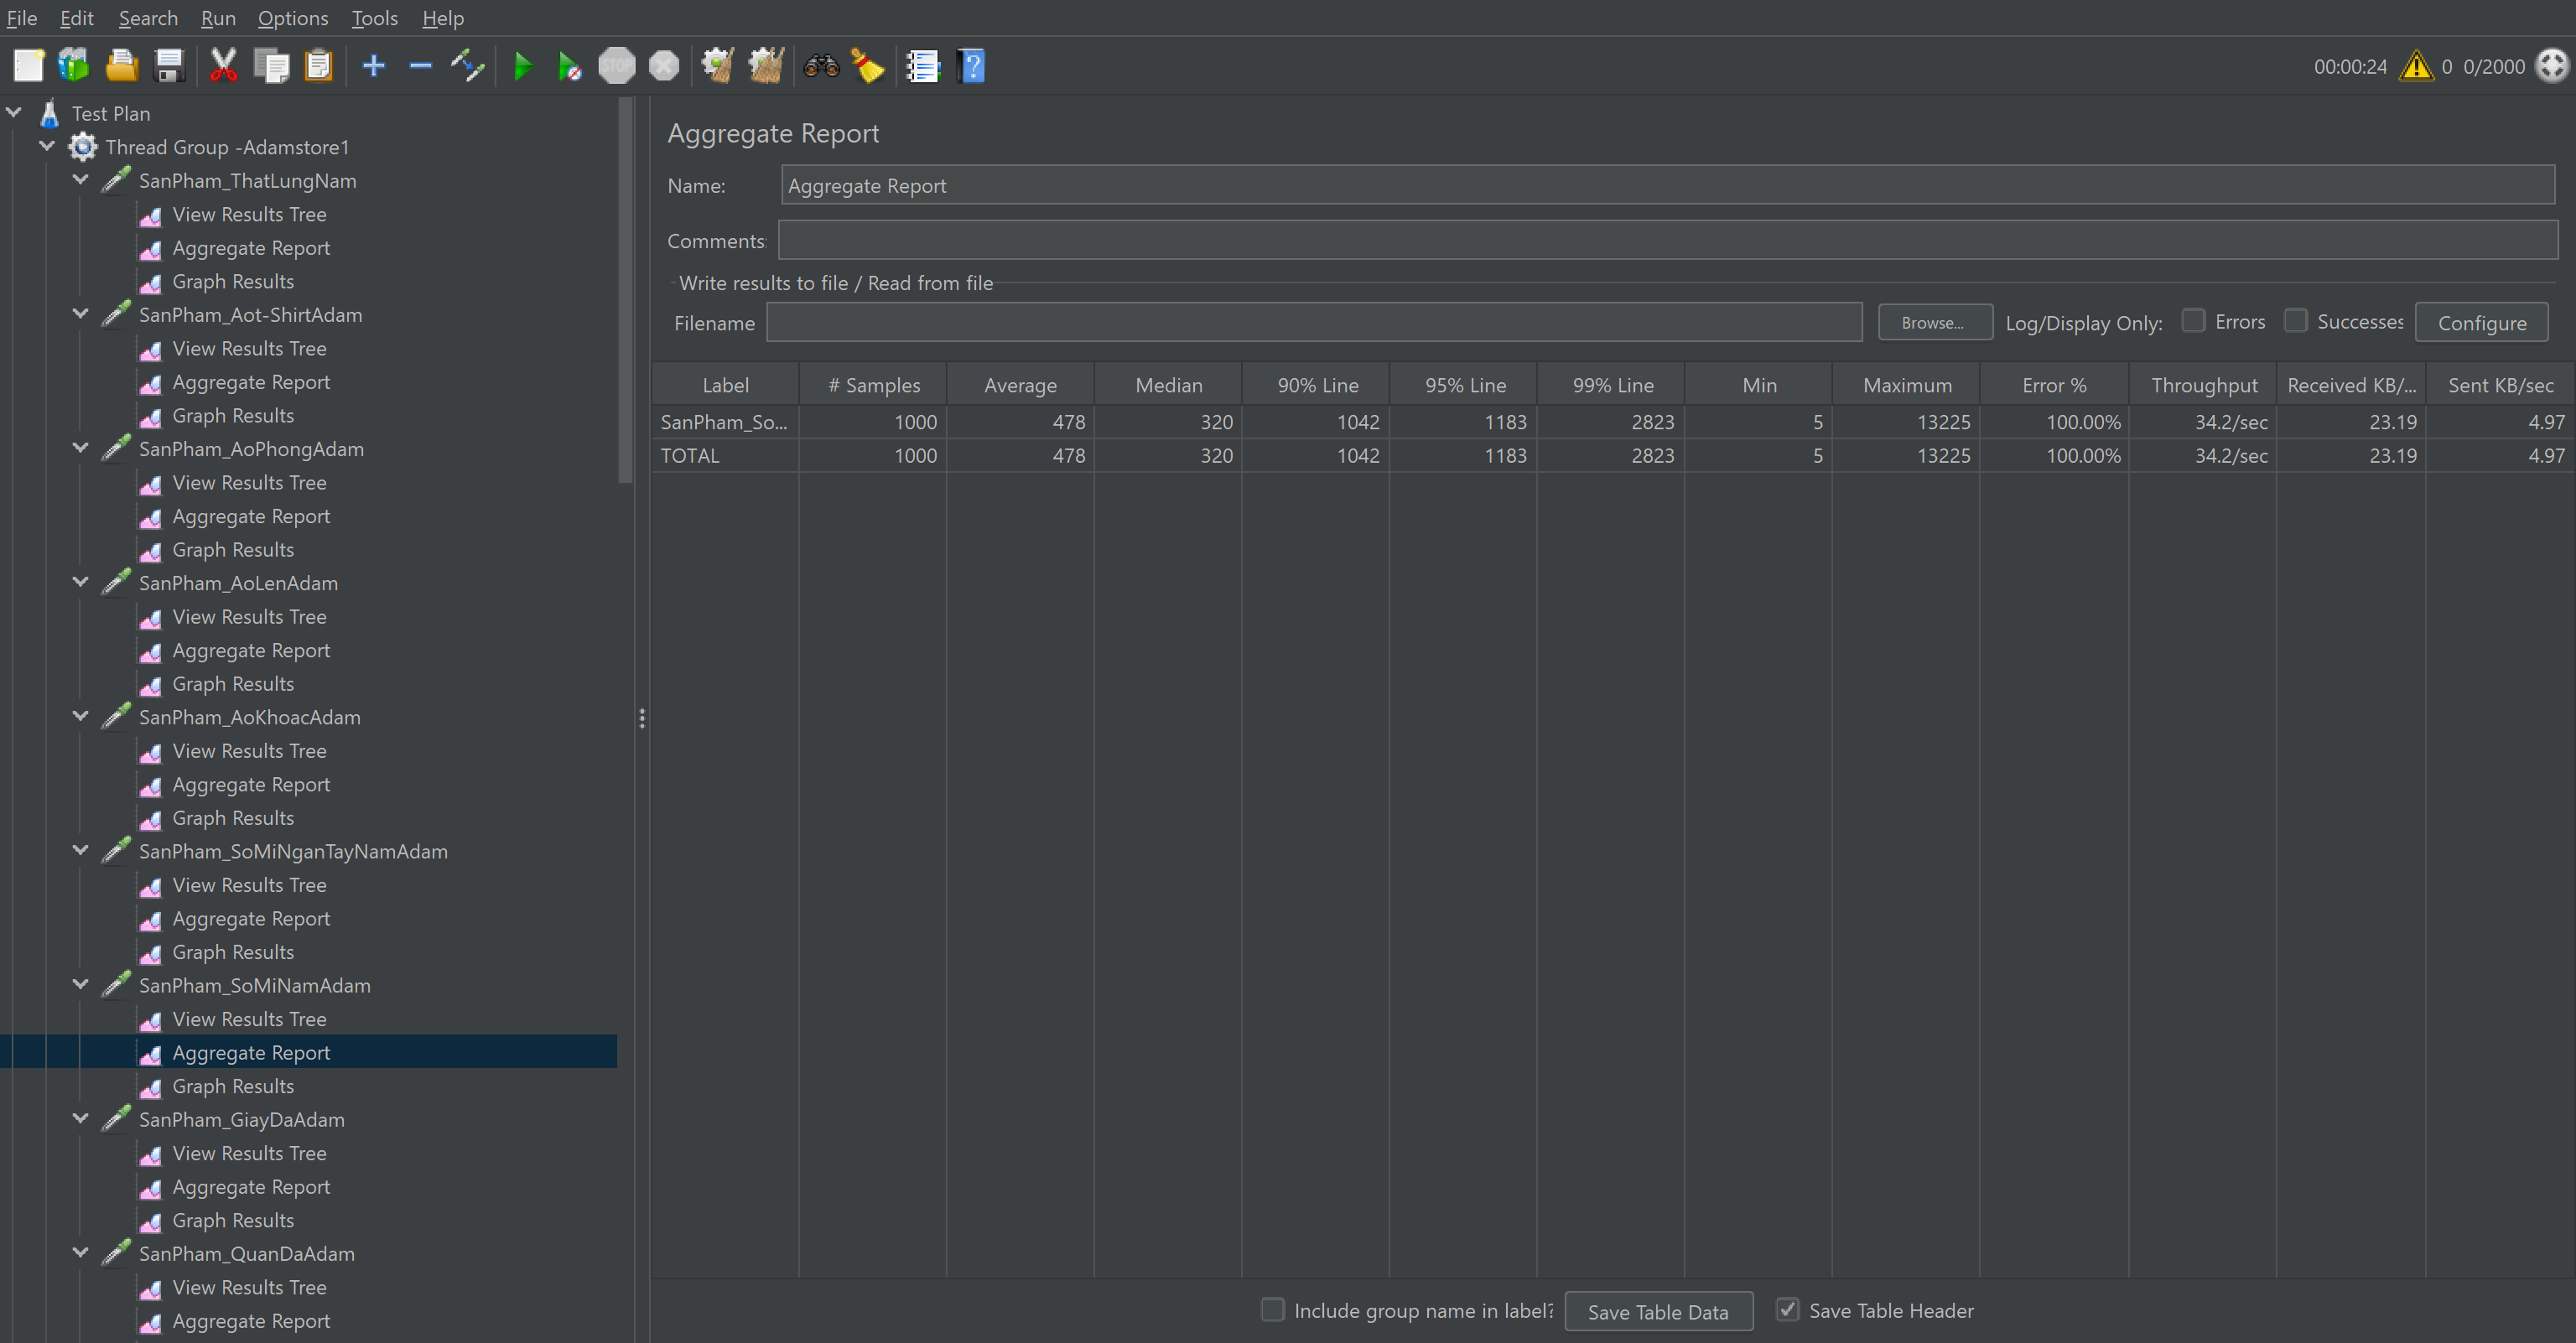 File Edit Search Run Options Tools Help
STOP
00:00:24 0 0/2000
Test Plan
Thread Group -Adamstore1
SanPham_ThatLungNam
View Results Tree
Aggregate Report
Graph Results
SanPham_Aot-ShirtAdam
View Results Tree
Aggregate Report
Graph Results
SanPham_AoPhongAdam
View Results Tree
Aggregate Report
Graph Results
SanPham_AoLenAdam
View Results Tree
Aggregate Report
Graph Results
SanPham_AoKhoacAdam
View Results Tree
Aggregate Report
Graph Results
SanPham_SoMiNganTayNamAdam
View Results Tree
Aggregate Report
Graph Results
SanPham_SoMiNamAdam
View Results Tree
Aggregate Report
Graph Results
SanPham_GiayDaAdam
View Results Tree
Aggregate Report
Graph Results
SanPham_QuanDaAdam
View Results Tree
Aggregate Report
Aggregate Report
Name: Aggregate Report
Comments:
Write results to file / Read from file
Filename Browse... Log/Display Only: Errors Successes Configure
Label # Samples Average Median 90% Line 95% Line 99% Line Min Maximum Error % Throughput Received KB/... Sent KB/sec
SanPham_So... 1000 478 320 1042 1183 2823 5 13225 100.00% 34.2/sec 23.19 4.97
TOTAL 1000 478 320 1042 1183 2823 5 13225 100.00% 34.2/sec 23.19 4.97
Include group name in label? Save Table Data Save Table Header